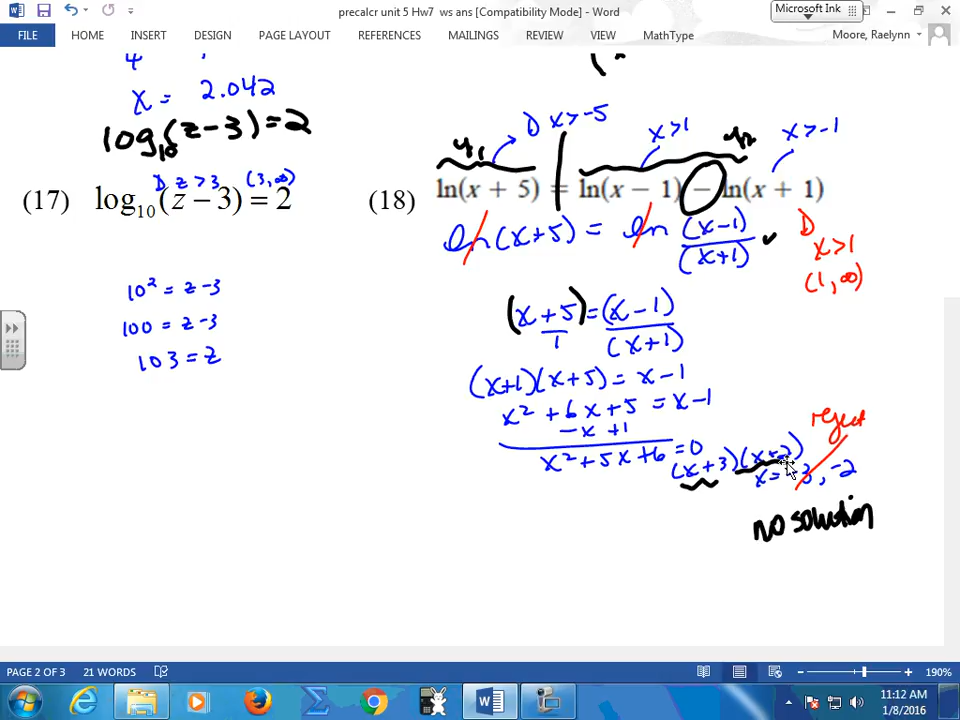 precalcr unit 5 Hw7 ws ans [Compatibility Mode] - Word
Microsoft Ink
FILE HOME INSERT DESIGN PAGE LAYOUT REFERENCES MAILINGS REVIEW VIEW MathType Moore, Raelynn
x = 2.042
log₁₀(z-3)=2
D z > 3 (3,∞)
(17) log₁₀(z − 3) = 2
10² = z-3
100 = z-3
103 = z
y₁ D x>-5 x>1 y₂ x>-1
(18) ln(x + 5) = ln(x − 1) − ln(x + 1)
ln(x+5) = ln (x-1)/(x+1) ✓
D
x>1
(1,∞)
(x+5)/1 = (x-1)/(x+1)
(x+1)(x+5) = x-1
x² + 6x+5 = x-1
-x +1
x² + 5x+6 = 0
(x+3)(x+2)
reject
x = -3, -2
no solution
PAGE 2 OF 3 21 WORDS 190%
11:12 AM
1/8/2016